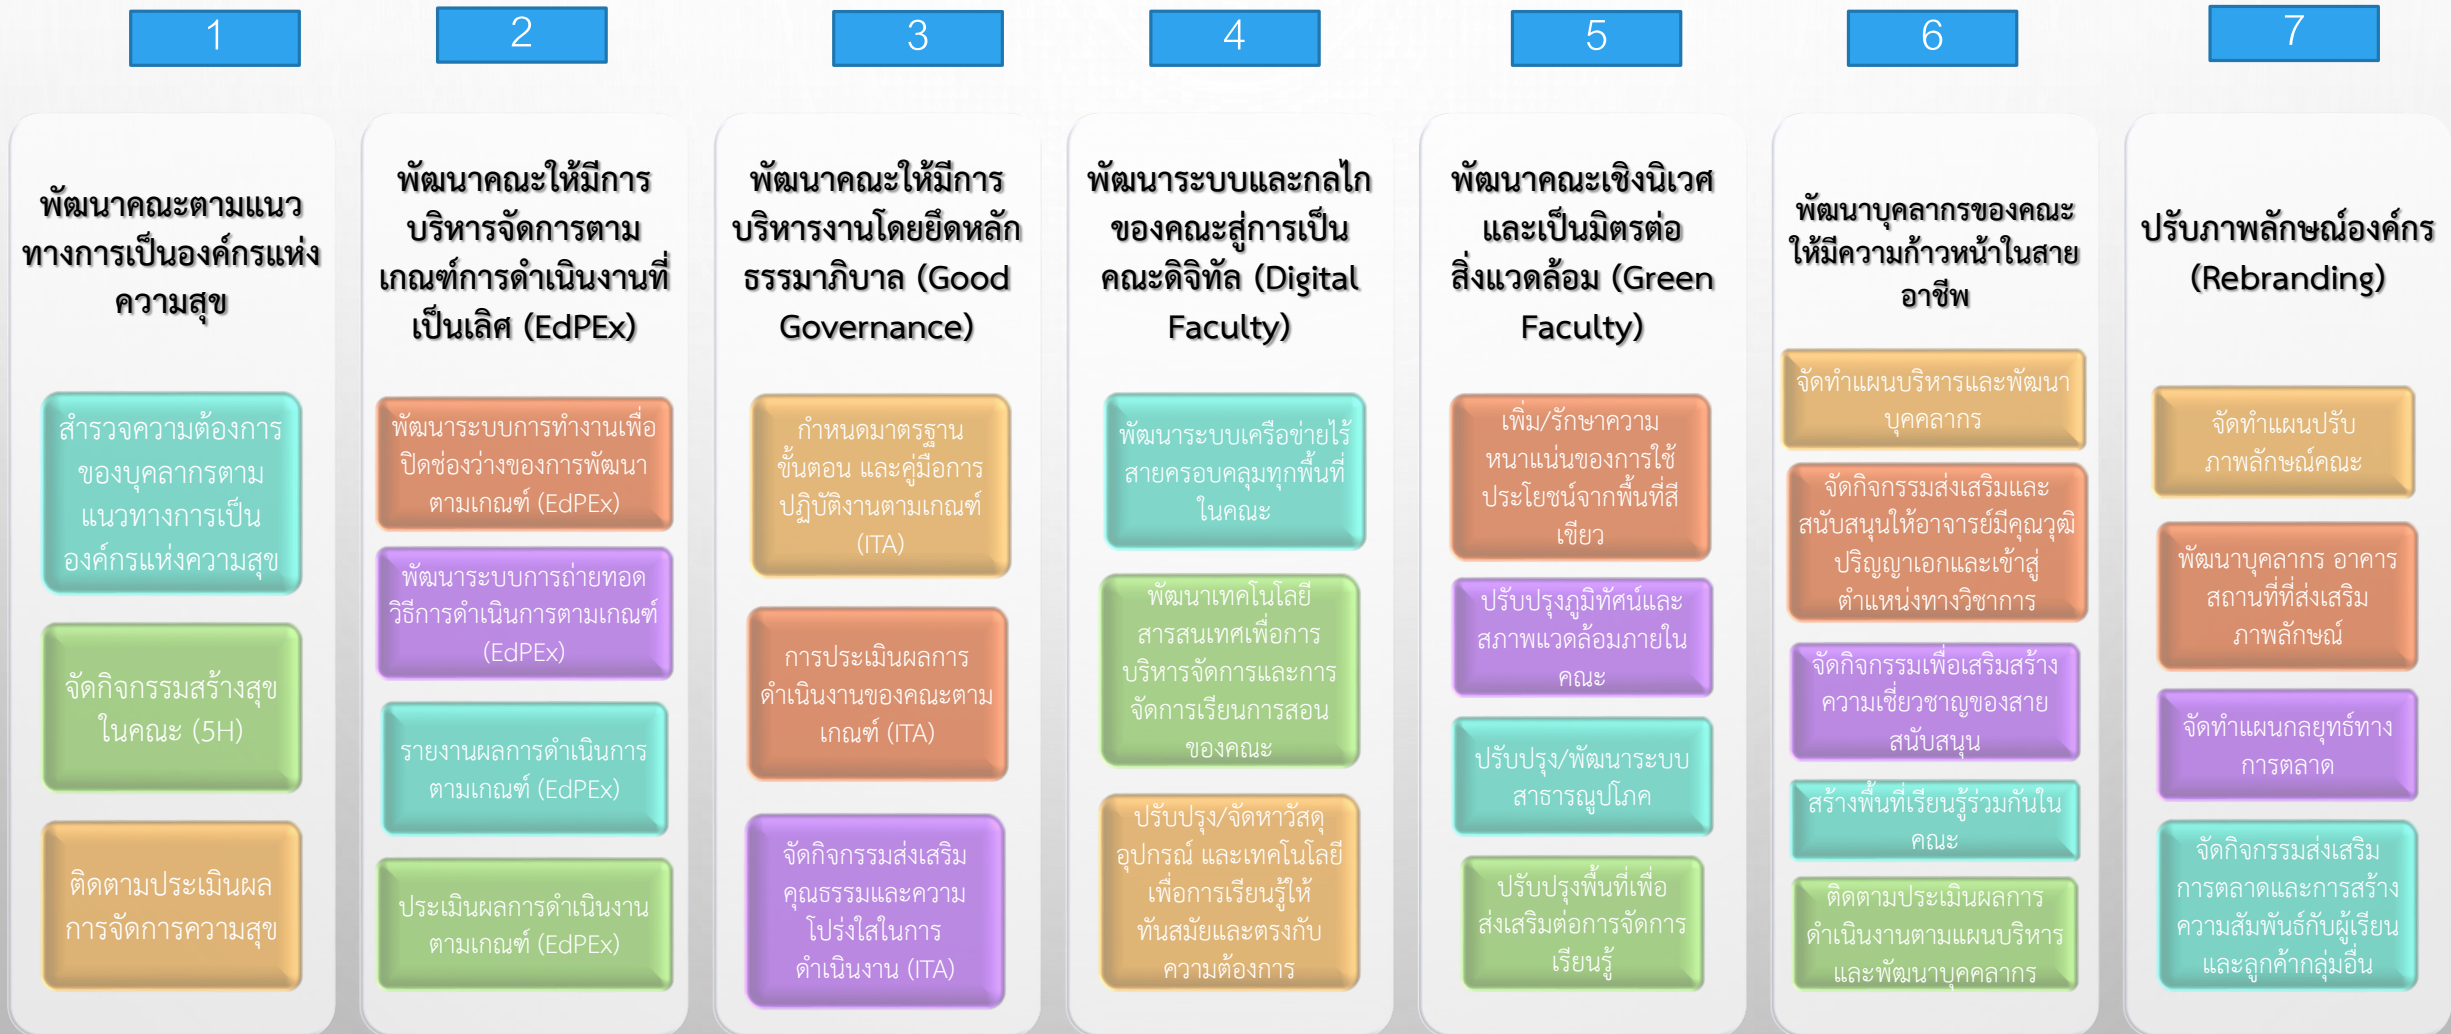 1
พัฒนาคณะตามแนว
ทางการเป็นองค์กรแห่ง
ความสุข
สำรวจความต้องการ
ของบุคลากรตาม
แนวทางการเป็น
องค์กรแห่งความสุข
จัดกิจกรรมสร้างสุข
ในคณะ (5H)
ติดตามประเมินผล
การจัดการความสุข
2
พัฒนาคณะให้มีการ
บริหารจัดการตาม
เกณฑ์การดำเนินงานที่
เป็นเลิศ (EdPEx)
พัฒนาระบบการทำงานเพื่อ
ปิดช่องว่างของการพัฒนา
ตามเกณฑ์ (EdPEx)
พัฒนาระบบการถ่ายทอด
วิธีการดำเนินการตามเกณฑ์
(EdPEx)
รายงานผลการดำเนินการ
ตามเกณฑ์ (EdPEx)
ประเมินผลการดำเนินงาน
ตามเกณฑ์ (EdPEx)
3
พัฒนาคณะให้มีการ
บริหารงานโดยยึดหลัก
ธรรมาภิบาล (Good
Governance)
กำหนดมาตรฐาน
ขั้นตอน และคู่มือการ
ปฏิบัติงานตามเกณฑ์
(ITA)
การประเมินผลการ
ดำเนินงานของคณะตาม
เกณฑ์ (ITA)
จัดกิจกรรมส่งเสริม
คุณธรรมและความ
โปร่งใสในการ
ดำเนินงาน (ITA)
4
พัฒนาระบบและกลไก
ของคณะสู่การเป็น
คณะดิจิทัล (Digital
Faculty)
พัฒนาระบบเครือข่ายไร้
สายครอบคลุมทุกพื้นที่
ในคณะ
พัฒนาเทคโนโลยี
สารสนเทศเพื่อการ
บริหารจัดการและการ
จัดการเรียนการสอน
ของคณะ
ปรับปรุง/จัดหาวัสดุ
อุปกรณ์ และเทคโนโลยี
เพื่อการเรียนรู้ให้
ทันสมัยและตรงกับ
ความต้องการ
5
พัฒนาคณะเชิงนิเวศ
และเป็นมิตรต่อ
สิ่งแวดล้อม (Green
Faculty)
เพิ่ม/รักษาความ
หนาแน่นของการใช้
ประโยชน์จากพื้นที่สี
เขียว
ปรับปรุงภูมิทัศน์และ
สภาพแวดล้อมภายใน
คณะ
ปรับปรุง/พัฒนาระบบ
สาธารณูปโภค
ปรับปรุงพื้นที่เพื่อ
ส่งเสริมต่อการจัดการ
เรียนรู้
6
พัฒนาบุคลากรของคณะ
ให้มีความก้าวหน้าในสาย
อาชีพ
จัดทำแผนบริหารและพัฒนา
บุคคลากร
จัดกิจกรรมส่งเสริมและ
สนับสนุนให้อาจารย์มีคุณวุฒิ
ปริญญาเอกและเข้าสู่
ตำแหน่งทางวิชาการ
จัดกิจกรรมเพื่อเสริมสร้าง
ความเชี่ยวชาญของสาย
สนับสนุน
สร้างพื้นที่เรียนรู้ร่วมกันใน
คณะ
ติดตามประเมินผลการ
ดำเนินงานตามแผนบริหาร
และพัฒนาบุคคลากร
7
ปรับภาพลักษณ์องค์กร
(Rebranding)
จัดทำแผนปรับ
ภาพลักษณ์คณะ
พัฒนาบุคลากร อาคาร
สถานที่ที่ส่งเสริม
ภาพลักษณ์
จัดทำแผนกลยุทธ์ทาง
การตลาด
จัดกิจกรรมส่งเสริม
การตลาดและการสร้าง
ความสัมพันธ์กับผู้เรียน
และลูกค้ากลุ่มอื่น